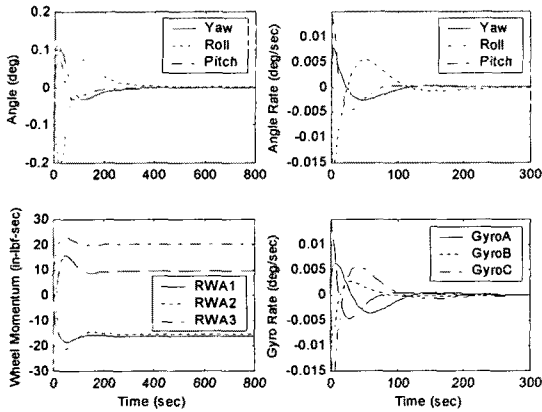 0.2
0.1
0
-0.1
-0.2
Angle (deg)
Yaw
Roll
Pitch
0 200 400 600 800
0.01
0.005
0
-0.005
-0.01
-0.015
Angle Rate (deg/sec)
Yaw
Roll
Pitch
0 100 200 300
30
20
10
0
-10
-20
-30
Wheel Momentum (in-lbf-sec)
RWA1
RWA2
RWA3
0 200 400 600 800
Time (sec)
0.01
0.005
0
-0.005
-0.01
-0.015
Gyro Rate (deg/sec)
GyroA
GyroB
GyroC
0 100 200 300
Time (sec)